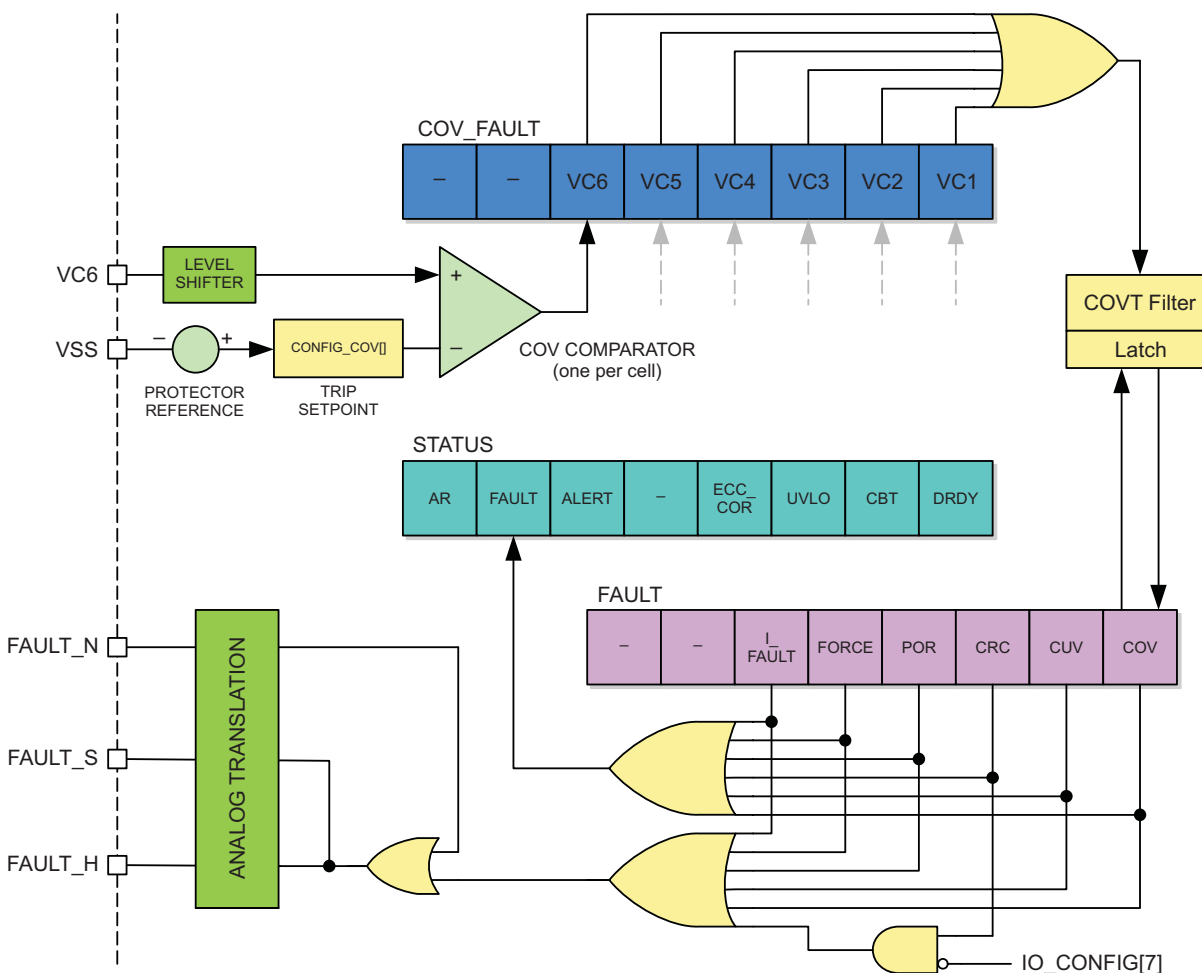 COV_FAULT
–
–
VC6
VC5
VC4
VC3
VC2
VC1
VC6
LEVEL
SHIFTER
+
–
VSS
–
+
PROTECTOR
REFERENCE
CONFIG_COV[]
TRIP
SETPOINT
COV COMPARATOR
(one per cell)
COVT Filter
Latch
STATUS
AR
FAULT
ALERT
–
ECC_
COR
UVLO
CBT
DRDY
FAULT
–
–
I_
FAULT
FORCE
POR
CRC
CUV
COV
FAULT_N
FAULT_S
FAULT_H
ANALOG TRANSLATION
IO_CONFIG[7]